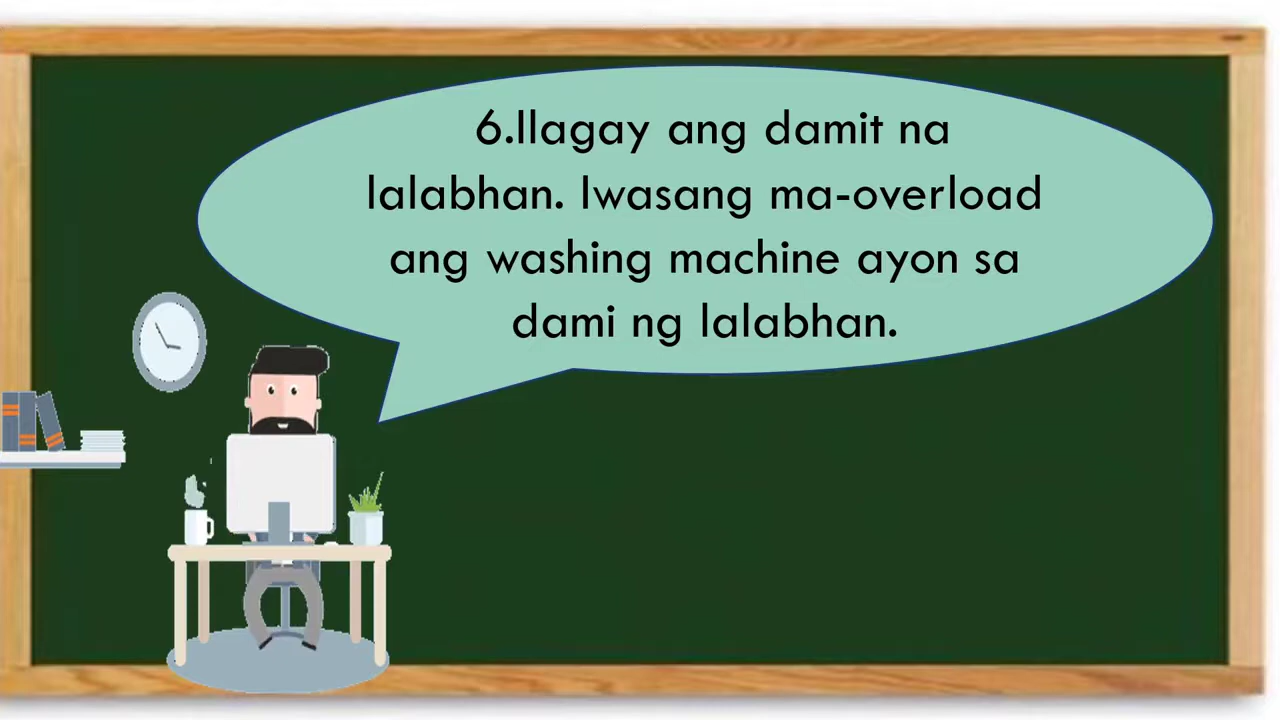 6.Ilagay ang damit na
lalabhan. Iwasang ma-overload
ang washing machine ayon sa
dami ng lalabhan.